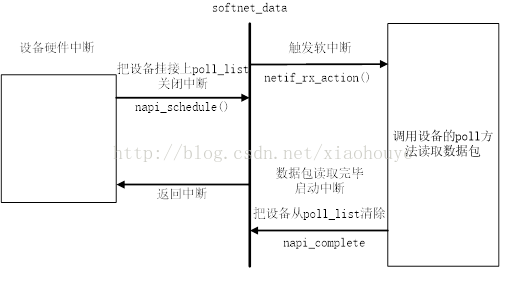 softnet_data
设备硬件中断
把设备挂接上poll_list
关闭中断
napi_schedule()
触发软中断
netif_rx_action()
调用设备的poll方
法读取数据包
http://blog.csdn.net/xiaohouye
数据包读取完毕
启动中断
返回中断
把设备从poll_list清除
napi_complete